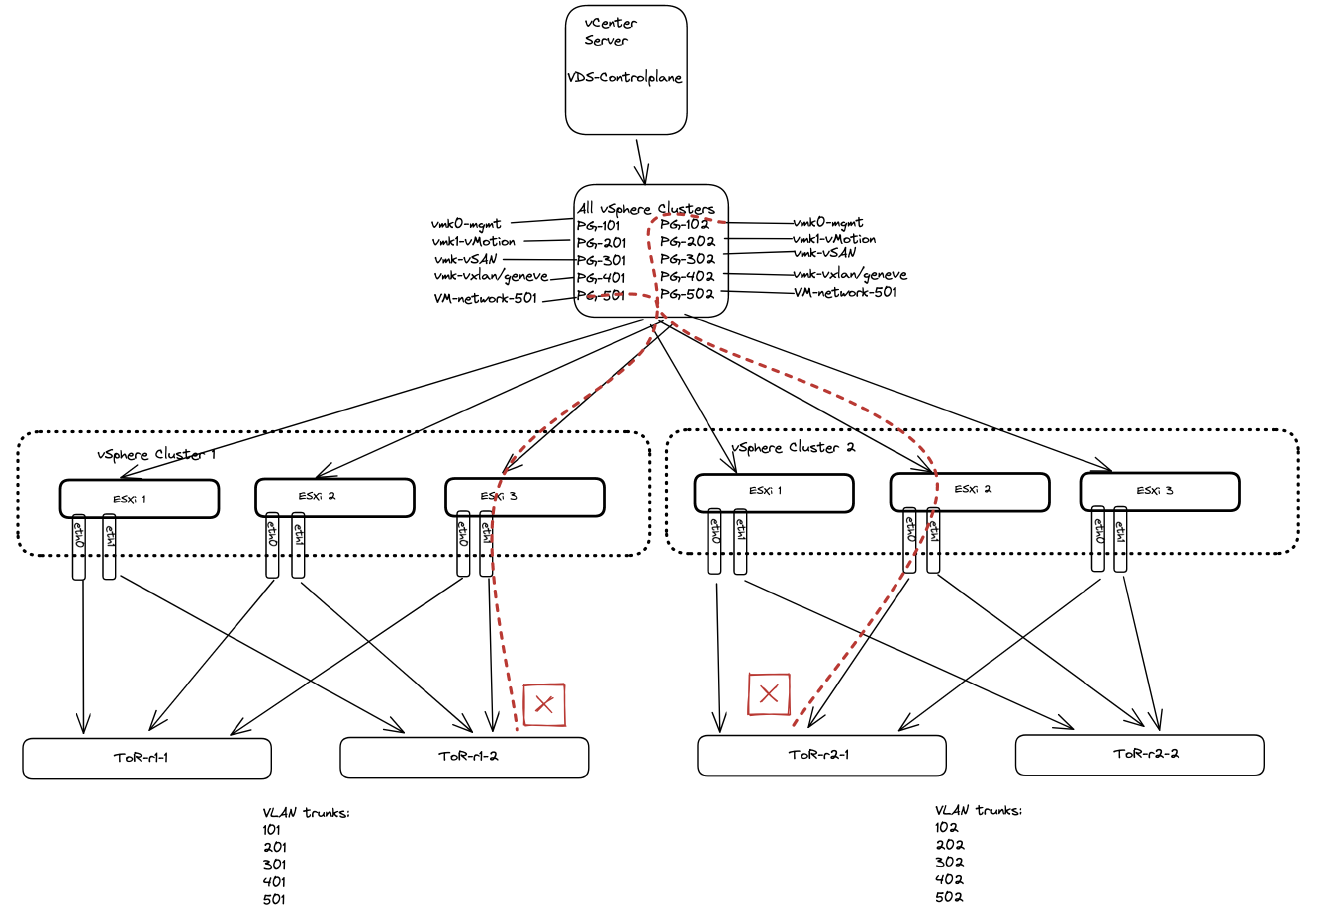 vCenter
Server
VDS-Controlplane
All vSphere Clusters
vmk0-mgmt PG-101 PG-102 vmk0-mgmt
vmk1-vMotion PG-201 PG-202 vmk1-vMotion
vmk-vSAN PG-301 PG-302 vmk-vSAN
vmk-vxlan/geneve PG-401 PG-402 vmk-vxlan/geneve
VM-network-501 PG-501 PG-502 VM-network-501
vSphere Cluster 1
ESXi 1
ESXi 2
ESXi 3
eth0
eth1
eth0
eth1
eth0
eth1
vSphere Cluster 2
ESXi 1
ESXi 2
ESXi 3
eth0
eth1
eth0
eth1
eth0
eth1
ToR-r1-1
ToR-r1-2
ToR-r2-1
ToR-r2-2
VLAN trunks:
101
201
301
401
501
VLAN trunks:
102
202
302
402
502